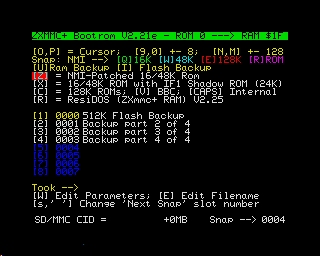 ZXMMC+ Bootrom V2.21e - ROM 0 ---> RAM $1F
[O,P] = Cursor; [9,0] +- 8; [N,M] +- 128
Snap: NMI --> [Q]16K [W]48K [E]128K [R]ROM
[U]Ram Backup [I] Flash Backup
[Z] = NMI-Patched 16/48K Rom
[X] = 16/48K ROM with IF1 Shadow ROM (24K)
[C] = 128K ROMs; [V] BBC; [CAPS] Internal
[R] = ResiDOS (ZXmmc+ RAM) V2.25
[1] 0000 512K Flash Backup
[2] 0001 Backup part 2 of 4
[3] 0002 Backup part 3 of 4
[4] 0003 Backup part 4 of 4
[5] 0004
[6] 0005
[7] 0006
[8] 0007
Took -->
[W] Edit Parameters; [E] Edit Filename
[s,' '] Change 'Next Snap' slot number
SD/MMC CID = +0MB Snap --> 0004